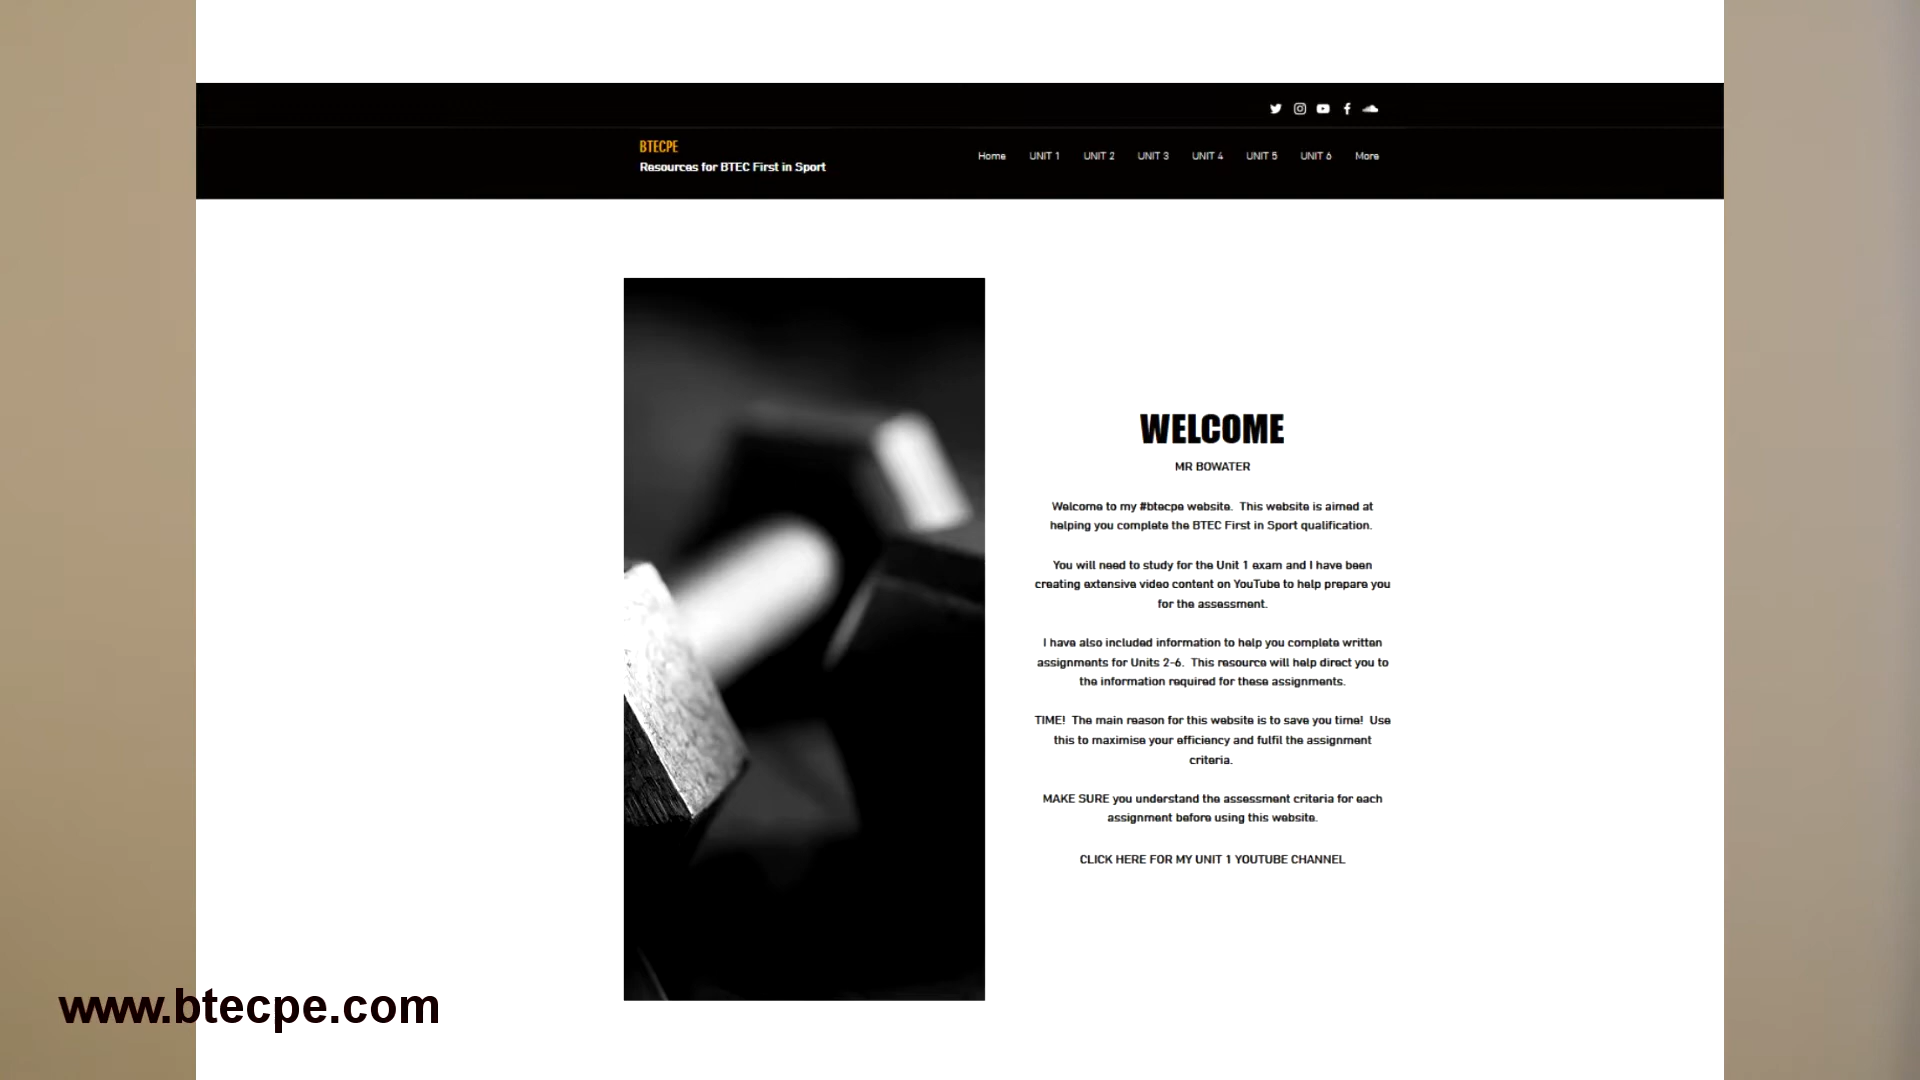 BTECPE
Resources for BTEC First in Sport
Home UNIT 1 UNIT 2 UNIT 3 UNIT 4 UNIT 5 UNIT 6 More
WELCOME
MR BOWATER
Welcome to my #btecpe website. This website is aimed at
helping you complete the BTEC First in Sport qualification.
You will need to study for the Unit 1 exam and I have been
creating extensive video content on YouTube to help prepare you
for the assessment.
I have also included information to help you complete written
assignments for Units 2-6. This resource will help direct you to
the information required for these assignments.
TIME! The main reason for this website is to save you time! Use
this to maximise your efficiency and fulfil the assignment
criteria.
MAKE SURE you understand the assessment criteria for each
assignment before using this website.
CLICK HERE FOR MY UNIT 1 YOUTUBE CHANNEL
www.btecpe.com